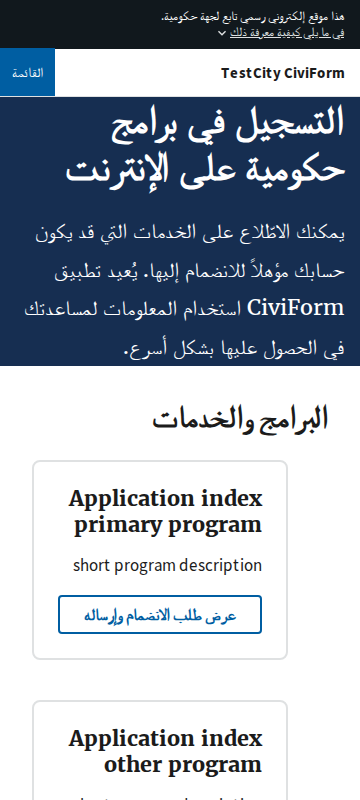 هذا موقع إلكتروني رسمي تابع لجهة حكومية.
في ما يلي كيفية معرفة ذلك
TestCity CiviForm
القائمة
التسجيل في برامج
حكومية على الإنترنت
يمكنك الاطّلاع على الخدمات التي قد يكون
حسابك مؤهلاً للانضمام إليها. يُعيد تطبيق
CiviForm استخدام المعلومات لمساعدتك
في الحصول عليها بشكل أسرع.
البرامج والخدمات
Application index
primary program
short program description
عرض طلب الانضمام وإرساله
Application index
other program